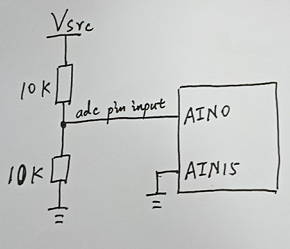 Vsrc
10K
adc pin input
AIN0
10K
AIN15